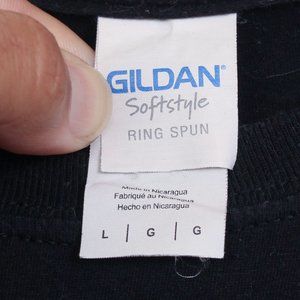 GILDAN®
Softstyle
RING SPUN
Made in Nicaragua
Fabriqué au Nicaragua
Hecho en Nicaragua
L | G | G